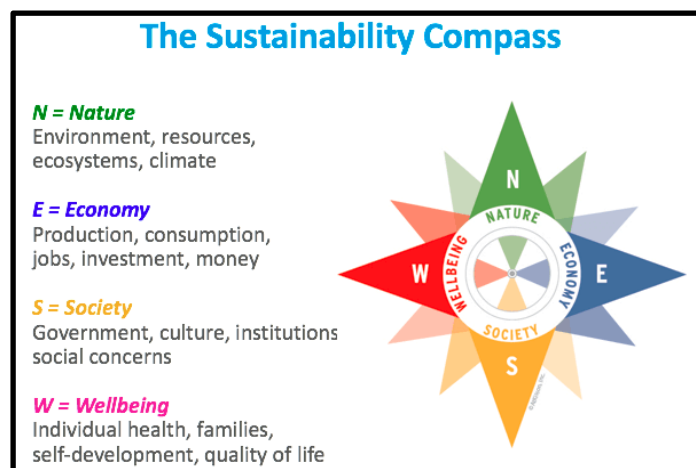 The Sustainability Compass
N = Nature
Environment, resources,
ecosystems, climate
E = Economy
Production, consumption,
jobs, investment, money
S = Society
Government, culture, institutions
social concerns
W = Wellbeing
Individual health, families,
self-development, quality of life
N
NATURE
W
WELLBEING
ECONOMY
E
SOCIETY
S